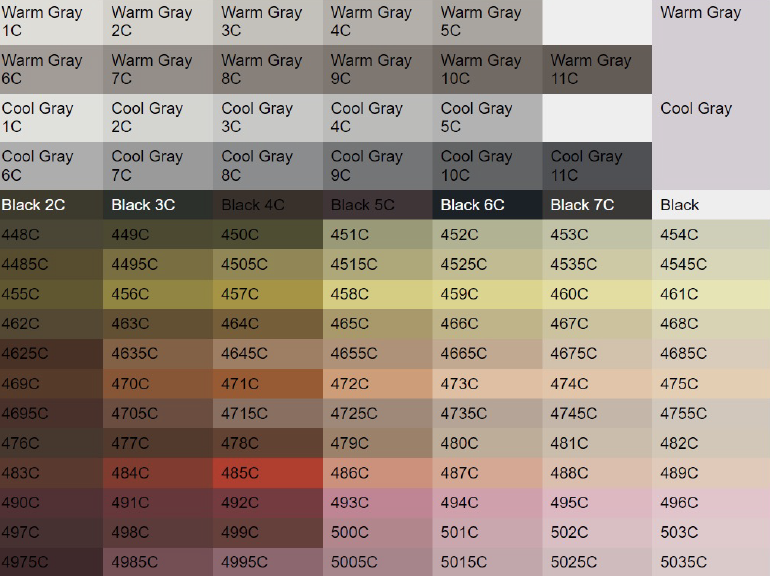 Warm Gray Warm Gray Warm Gray Warm Gray Warm Gray Warm Gray
1C 2C 3C 4C 5C
Warm Gray Warm Gray Warm Gray Warm Gray Warm Gray Warm Gray
6C 7C 8C 9C 10C 11C
Cool Gray Cool Gray Cool Gray Cool Gray Cool Gray Cool Gray
1C 2C 3C 4C 5C
Cool Gray Cool Gray Cool Gray Cool Gray Cool Gray Cool Gray
6C 7C 8C 9C 10C 11C
Black 2C Black 3C Black 4C Black 5C Black 6C Black 7C Black
448C 449C 450C 451C 452C 453C 454C
4485C 4495C 4505C 4515C 4525C 4535C 4545C
455C 456C 457C 458C 459C 460C 461C
462C 463C 464C 465C 466C 467C 468C
4625C 4635C 4645C 4655C 4665C 4675C 4685C
469C 470C 471C 472C 473C 474C 475C
4695C 4705C 4715C 4725C 4735C 4745C 4755C
476C 477C 478C 479C 480C 481C 482C
483C 484C 485C 486C 487C 488C 489C
490C 491C 492C 493C 494C 495C 496C
497C 498C 499C 500C 501C 502C 503C
4975C 4985C 4995C 5005C 5015C 5025C 5035C